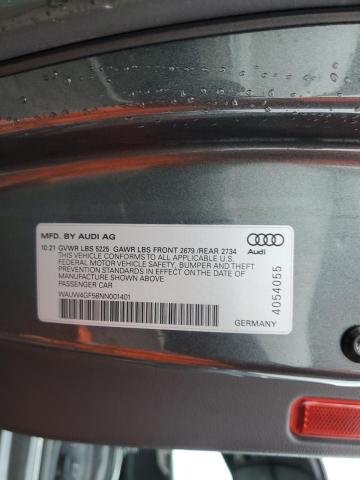 MFD. BY AUDI AG
10.21 GVWR LBS 5225 GAWR LBS FRONT 2679 /REAR 2734
THIS VEHICLE CONFORMS TO ALL APPLICABLE U.S.
FEDERAL MOTOR VEHICLE SAFETY, BUMPER AND THEFT
PREVENTION STANDARDS IN EFFECT ON THE DATE OF
MANUFACTURE SHOWN ABOVE
PASSENGER CAR
WAUW4GF58NN001401
Audi
4054055
GERMANY